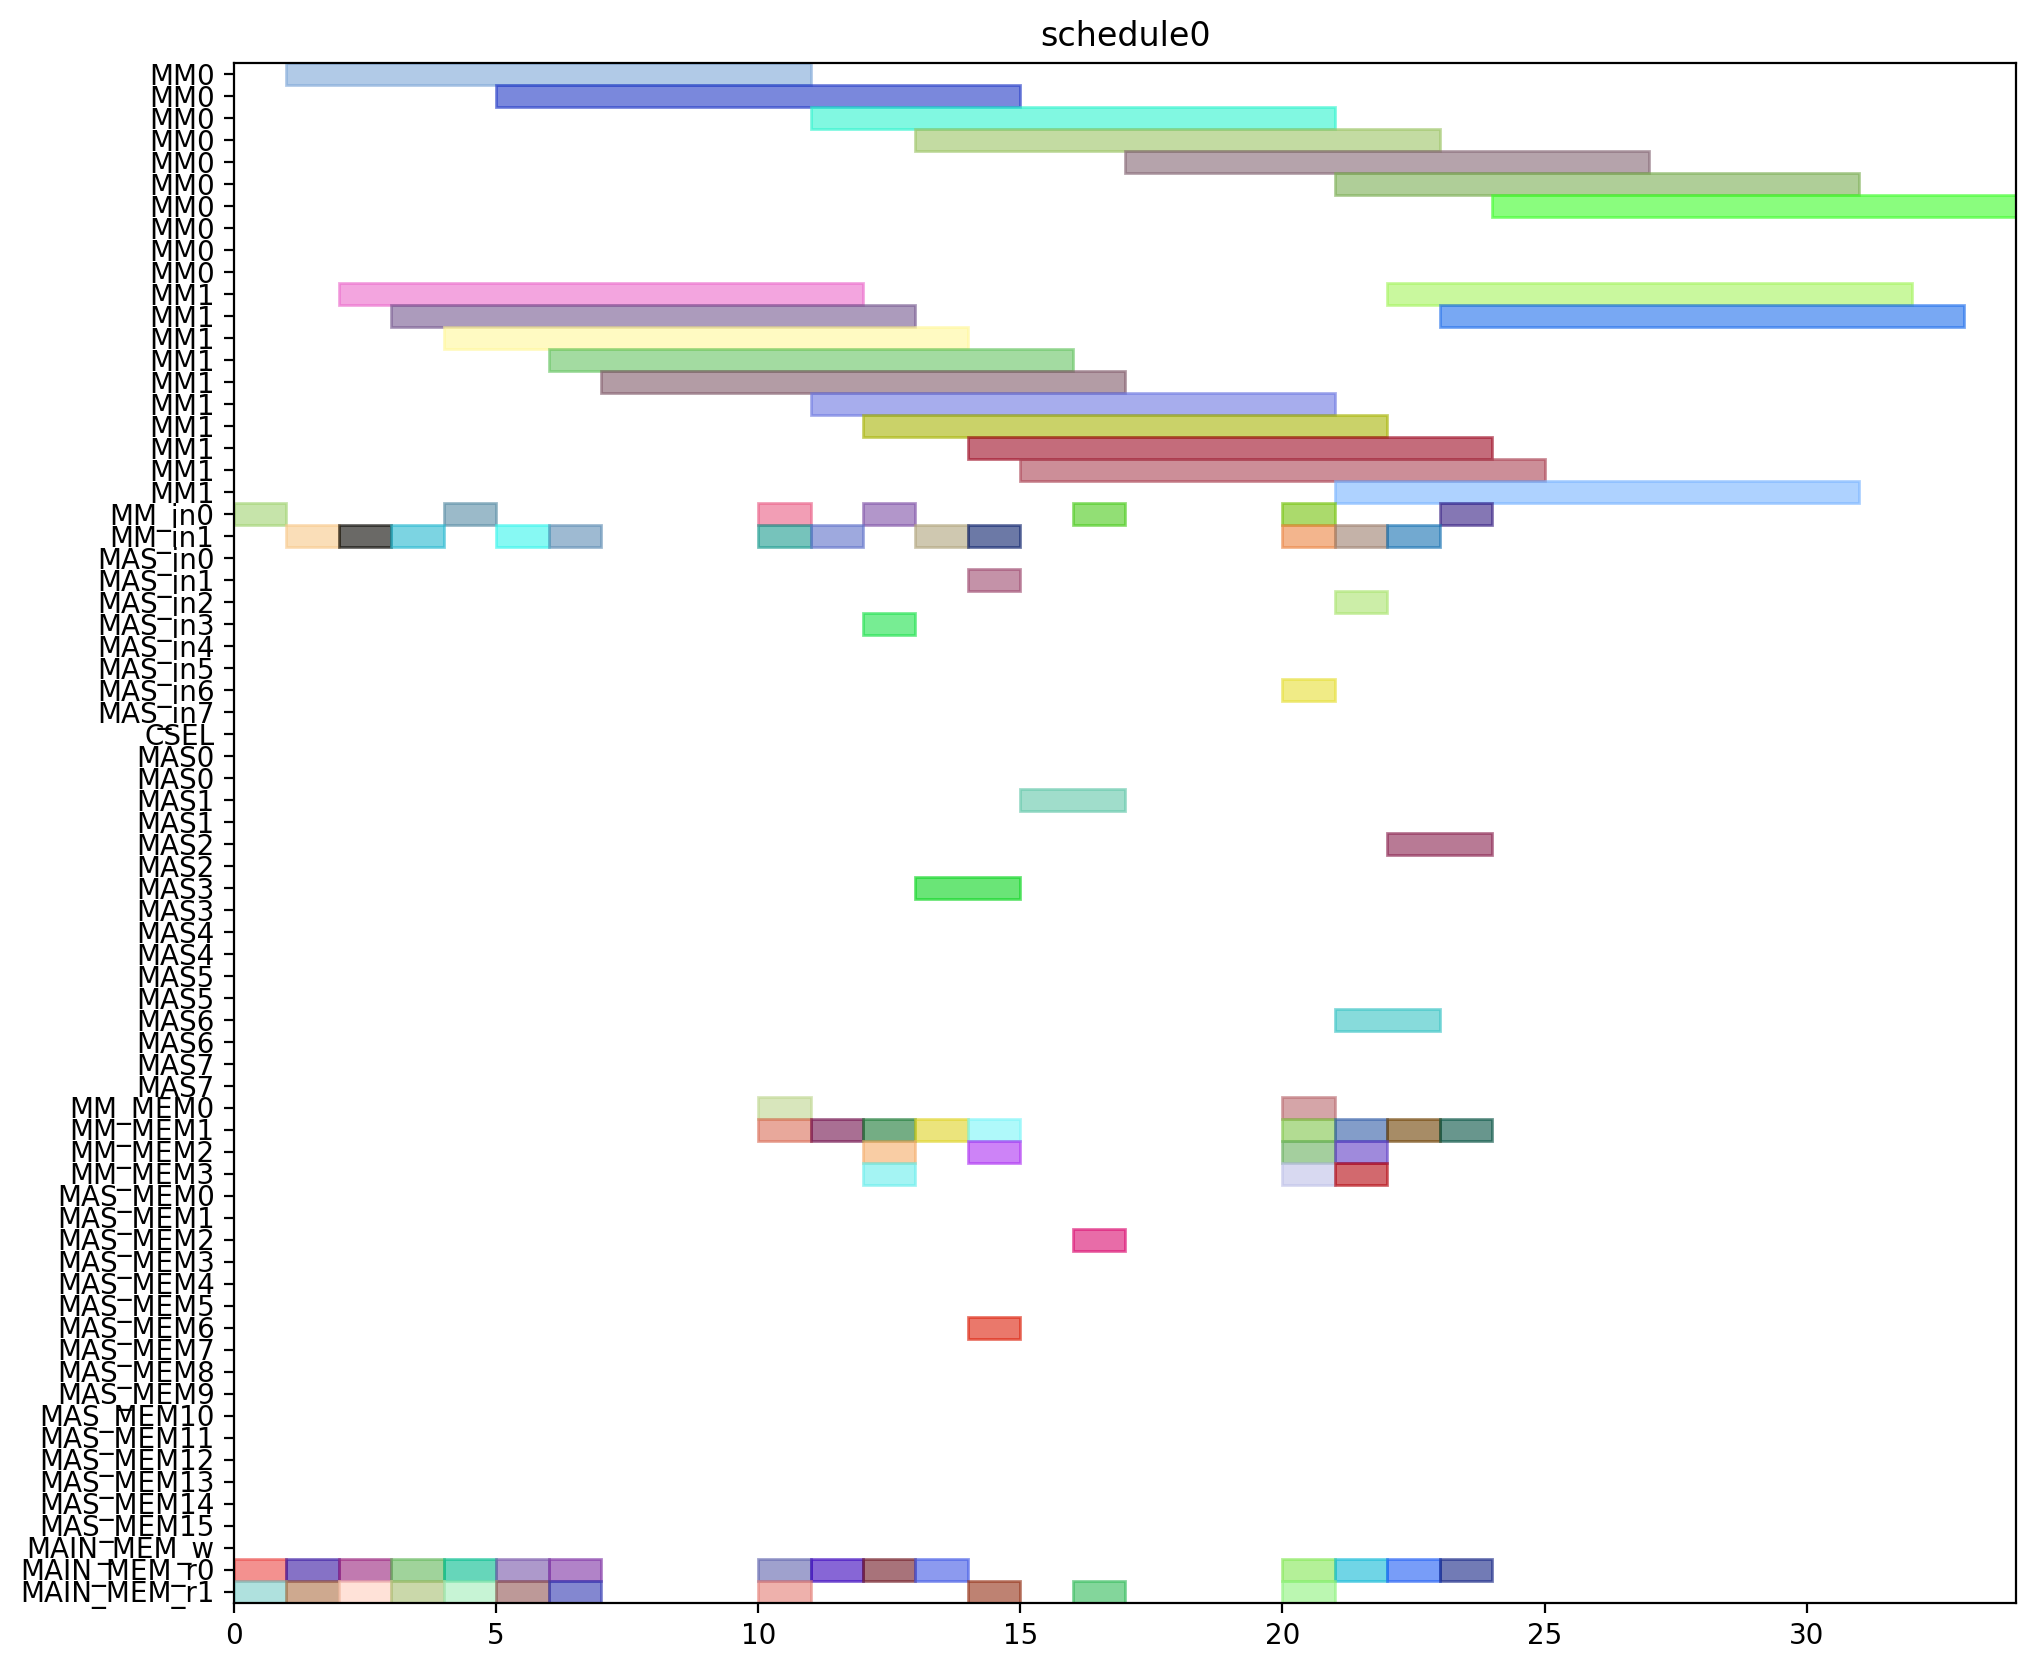 schedule0
MM0
MM0
MM0
MM0
MM0
MM0
MM0
MM0
MM0
MM0
MM1
MM1
MM1
MM1
MM1
MM1
MM1
MM1
MM1
MM1
MM_in0
MM_in1
MAS_in0
MAS_in1
MAS_in2
MAS_in3
MAS_in4
MAS_in5
MAS_in6
MAS_in7
CSEL
MAS0
MAS0
MAS1
MAS1
MAS2
MAS2
MAS3
MAS3
MAS4
MAS4
MAS5
MAS5
MAS6
MAS6
MAS7
MAS7
MM_MEM0
MM_MEM1
MM_MEM2
MM_MEM3
MAS_MEM0
MAS_MEM1
MAS_MEM2
MAS_MEM3
MAS_MEM4
MAS_MEM5
MAS_MEM6
MAS_MEM7
MAS_MEM8
MAS_MEM9
MAS_MEM10
MAS_MEM11
MAS_MEM12
MAS_MEM13
MAS_MEM14
MAS_MEM15
MAIN_MEM_w
MAIN_MEM_r0
MAIN_MEM_r1
0 5 10 15 20 25 30